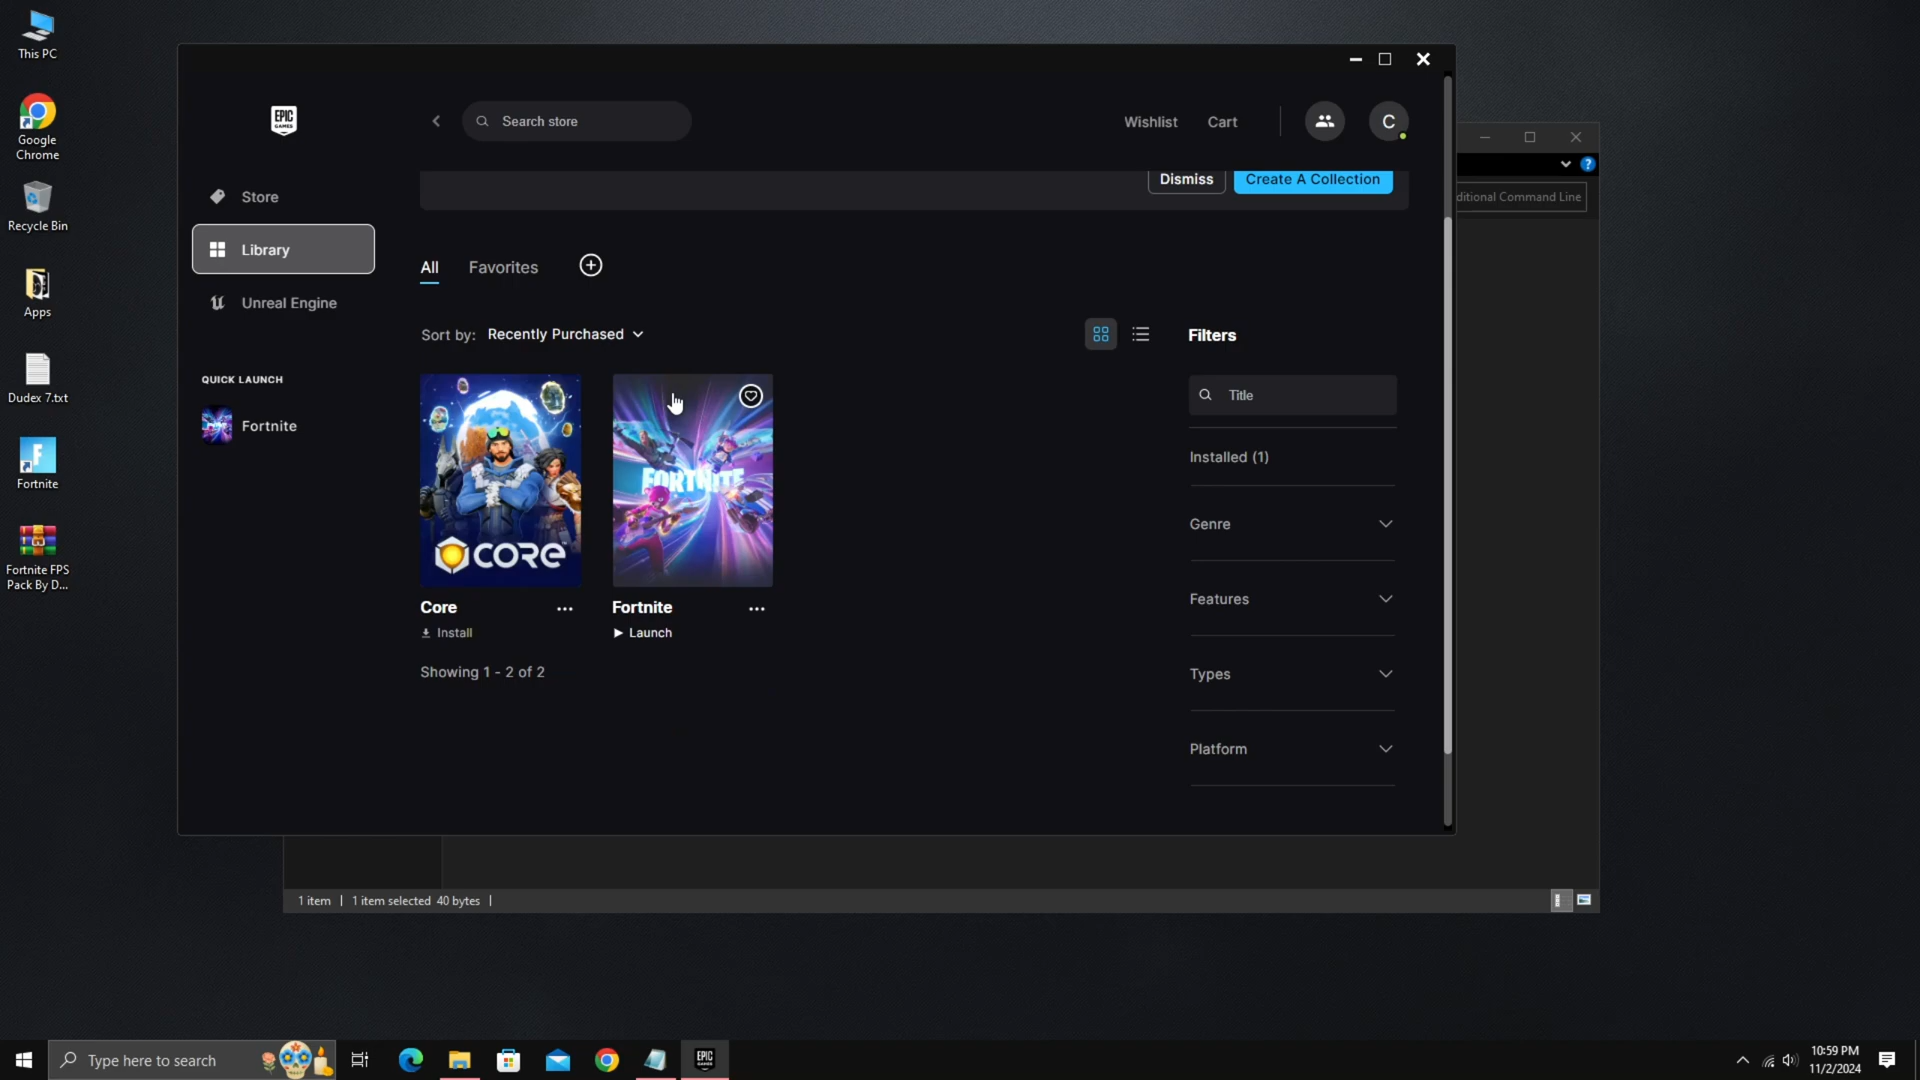 This PC
Google
Chrome
Recycle Bin
Apps
Dudex 7.txt
Fortnite
Fortnite FPS
Pack By D...
EPIC
GAMES
Search store
Wishlist
Cart
C
Store
Library
Unreal Engine
QUICK LAUNCH
Fortnite
Dismiss
Create A Collection
All
Favorites
Sort by: Recently Purchased
Filters
Title
Installed (1)
Genre
Features
Types
Platform
CORE
FORTNITE
Core
Install
Fortnite
Launch
Showing 1 - 2 of 2
ditional Command Line
1 item | 1 item selected 40 bytes |
Type here to search
EPIC
GAMES
10:59 PM
11/2/2024